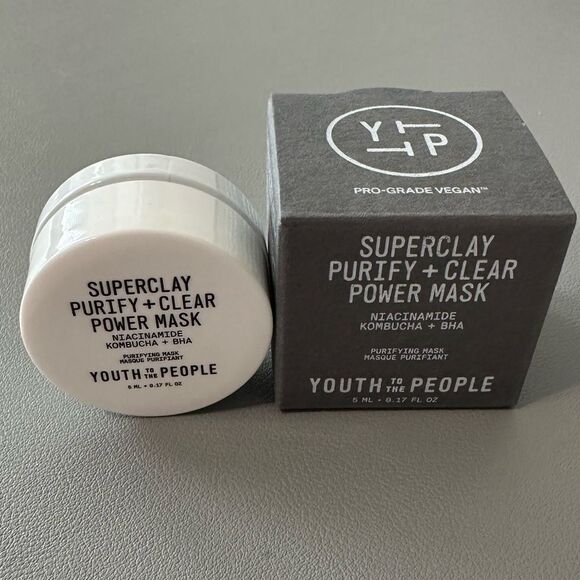 SUPERCLAY
PURIFY + CLEAR
POWER MASK
NIACINAMIDE
KOMBUCHA + BHA
PURIFYING MASK
MASQUE PURIFIANT
YOUTH TO THE PEOPLE
5 ML • 0.17 FL OZ
Y TT P
PRO-GRADE VEGAN™
SUPERCLAY
PURIFY + CLEAR
POWER MASK
NIACINAMIDE
KOMBUCHA + BHA
PURIFYING MASK
MASQUE PURIFIANT
YOUTH TO THE PEOPLE
5 ML • 0.17 FL OZ